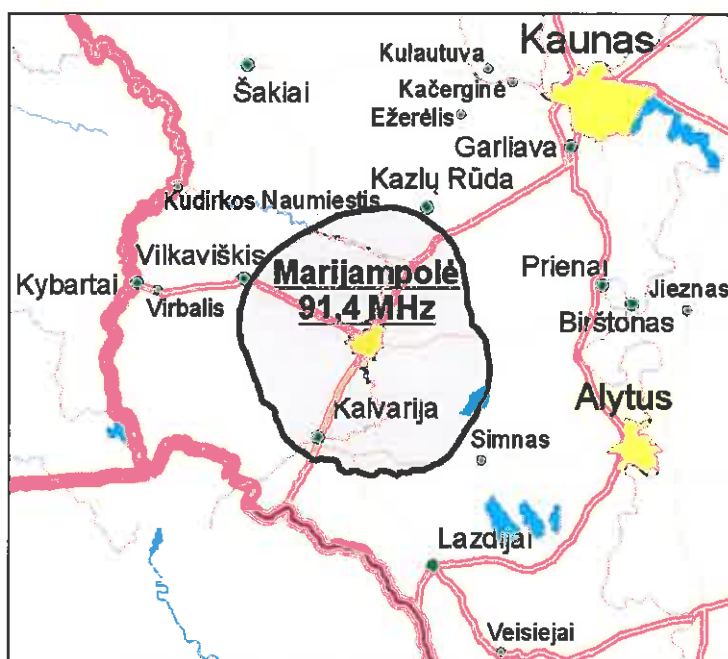 Kaunas
Kulautuva
Šakiai
Kačerginė
Ežerėlis
Garliava
Kazlų Rūda
Kudirkos Naumiestis
Vilkaviškis
Marijampolė
91,4 MHz
Kybartai
Virbalis
Prienai
Jieznas
Birštonas
Kalvarija
Alytus
Simnas
Lazdijai
Veisiejai